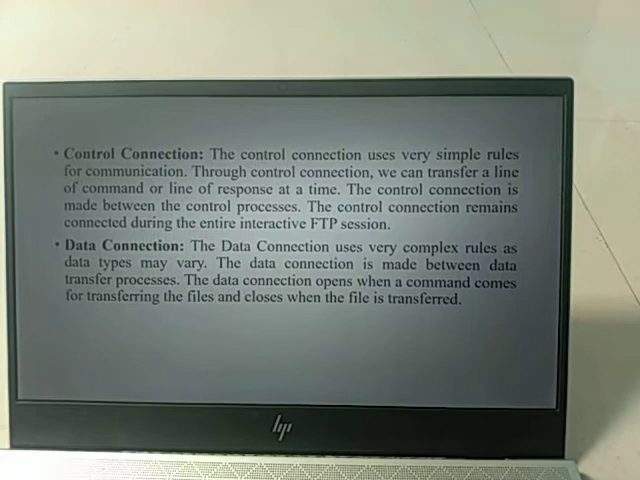 • Control Connection: The control connection uses very simple rules
for communication. Through control connection, we can transfer a line
of command or line of response at a time. The control connection is
made between the control processes. The control connection remains
connected during the entire interactive FTP session.
• Data Connection: The Data Connection uses very complex rules as
data types may vary. The data connection is made between data
transfer processes. The data connection opens when a command comes
for transferring the files and closes when the file is transferred.
hp